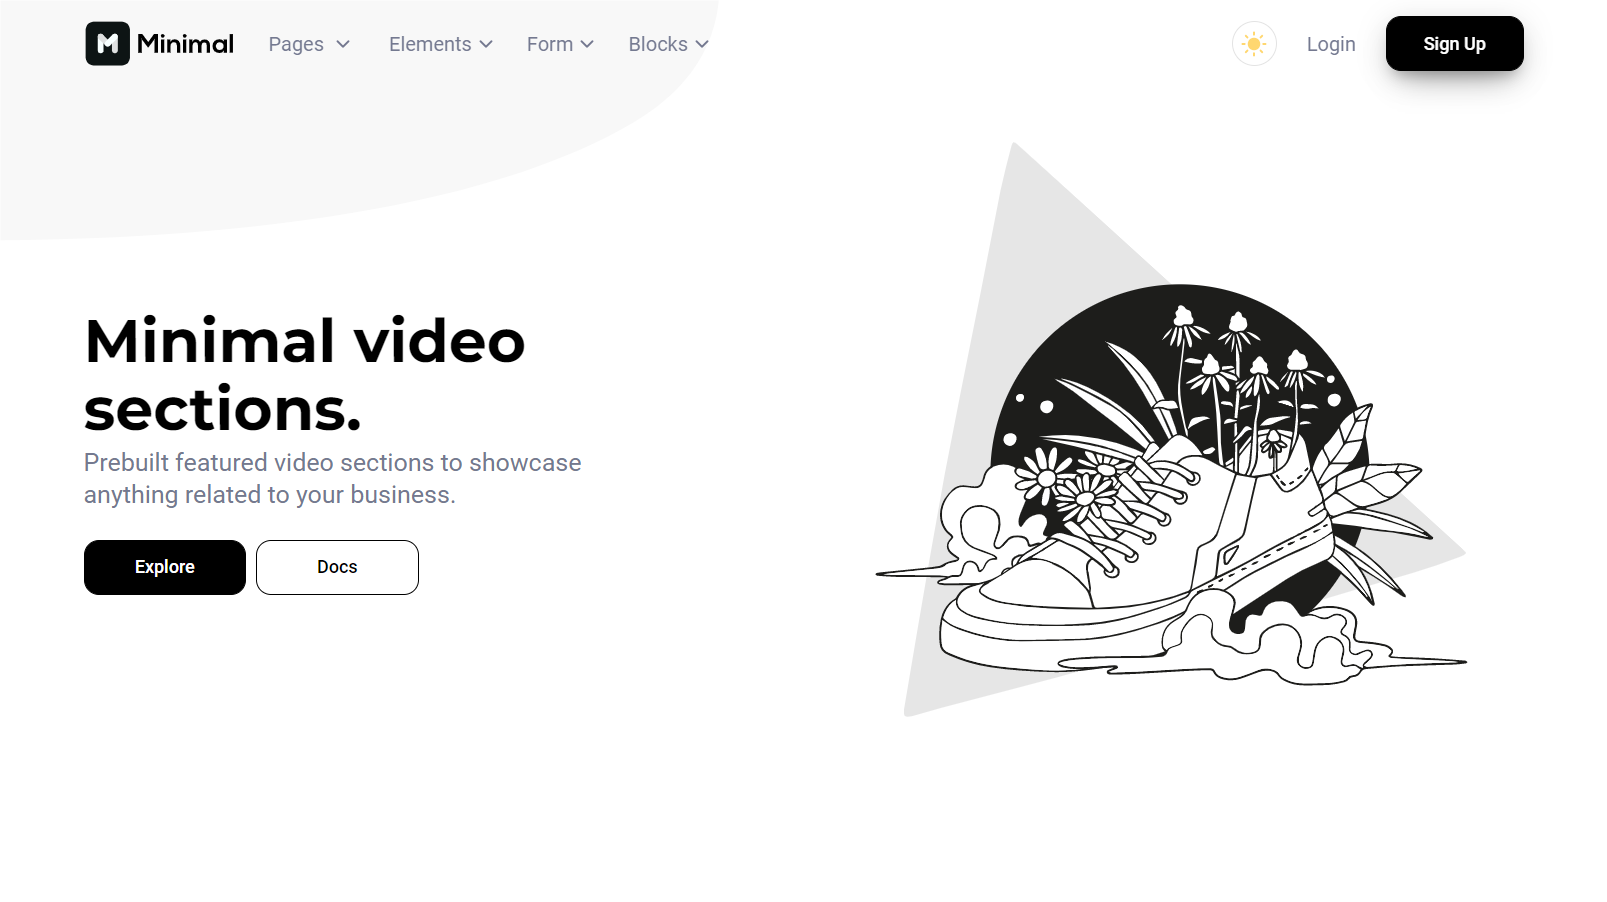 Minimal
Pages
Elements
Form
Blocks
Login
Sign Up
Minimal video
sections.
Prebuilt featured video sections to showcase
anything related to your business.
Explore
Docs